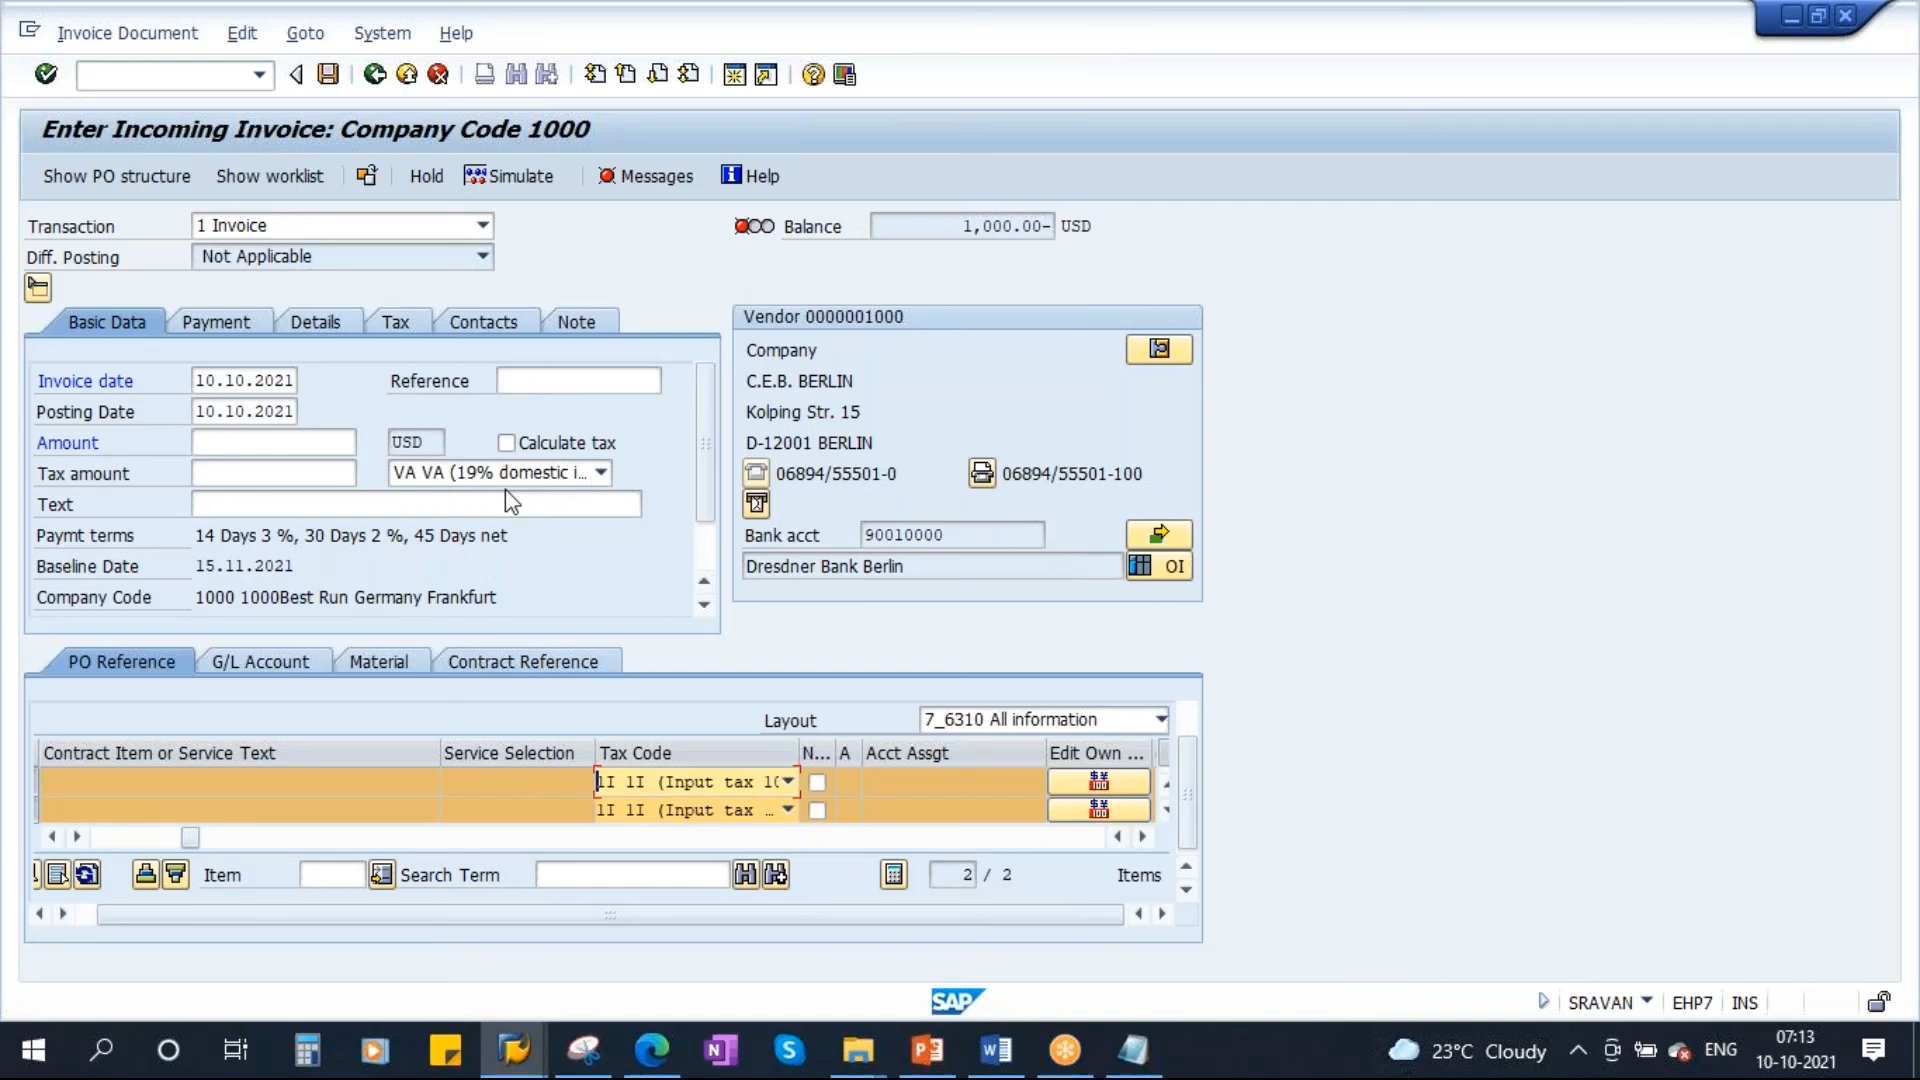 Invoice Document Edit Goto System Help
Enter Incoming Invoice: Company Code 1000
Show PO structure Show worklist Hold Simulate Messages Help
Transaction 1 Invoice Balance 1,000.00- USD
Diff. Posting Not Applicable
Basic Data Payment Details Tax Contacts Note
Vendor 0000001000
Company
Invoice date 10.10.2021 Reference C.E.B. BERLIN
Posting Date 10.10.2021 Kolping Str. 15
Amount USD Calculate tax D-12001 BERLIN
Tax amount VA VA (19% domestic i... 06894/55501-0 06894/55501-100
Text
Paymt terms 14 Days 3 %, 30 Days 2 %, 45 Days net Bank acct 90010000
Baseline Date 15.11.2021 Dresdner Bank Berlin OI
Company Code 1000 1000Best Run Germany Frankfurt
PO Reference G/L Account Material Contract Reference
Layout 7_6310 All information
Contract Item or Service Text Service Selection Tax Code N... A Acct Assgt Edit Own ...
1I 1I (Input tax 10
1I 1I (Input tax ...
Item Search Term 2 / 2 Items
SAP
SRAVAN EHP7 INS
07:13
23°C Cloudy ENG
10-10-2021